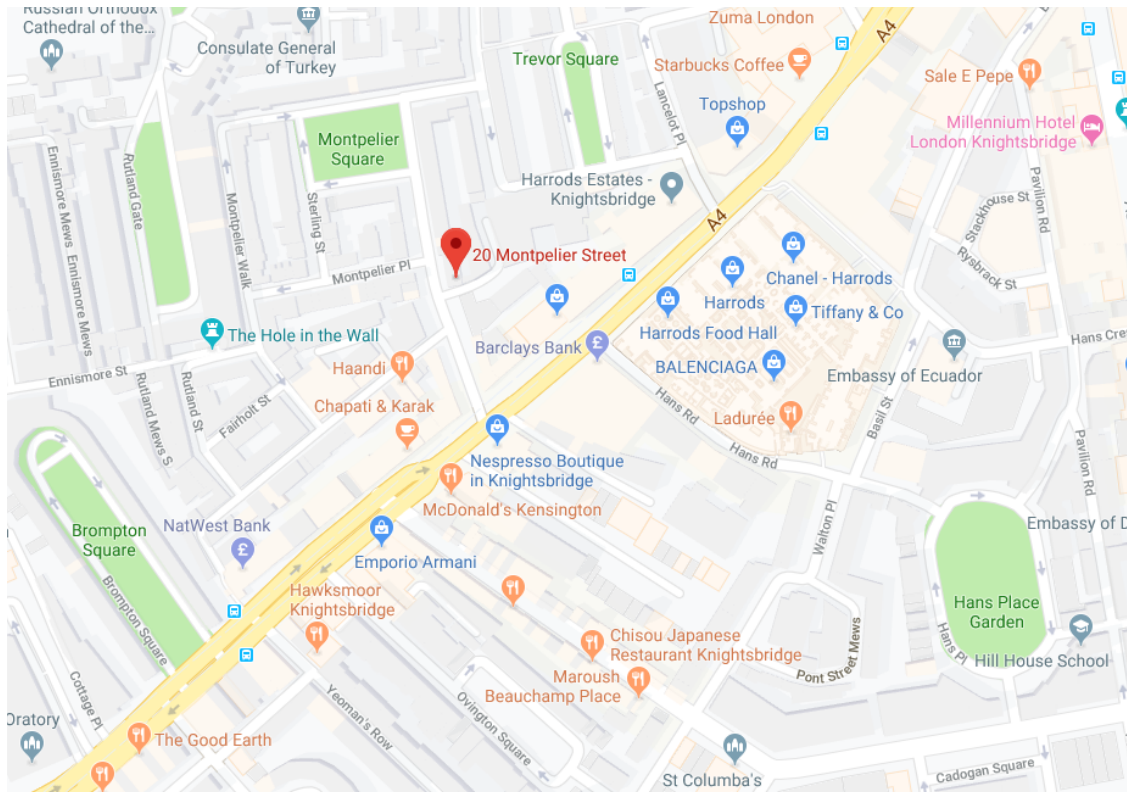 Russian Orthodox
Cathedral of the...
Consulate General
of Turkey
Zuma London
A4
Trevor Square
Starbucks Coffee
Sale E Pepe
Lancelot Pl
Topshop
Millennium Hotel
London Knightsbridge
Montpelier
Square
Ennismore Mews
Rutland Gate
Montpelier Walk
Sterling St
Harrods Estates -
Knightsbridge
Pavilion Rd
Stackhouse St
A4
20 Montpelier Street
Montpelier Pl
Rysbrack St
Ennismore Mews
Chanel - Harrods
Harrods
Tiffany & Co
Harrods Food Hall
The Hole in the Wall
Barclays Bank
Hans Cres
BALENCIAGA
Embassy of Ecuador
Haandi
Ennismore St
Rutland Mews S
Rutland St
Fairholt St
Chapati & Karak
Hans Rd
Ladurée
Basil St
Hans Rd
Nespresso Boutique
in Knightsbridge
Pavilion Rd
McDonald's Kensington
Walton Pl
NatWest Bank
Brompton
Square
Embassy of D
Emporio Armani
Hawksmoor
Knightsbridge
Brompton Square
Hans Place
Garden
Hans Pl
Chisou Japanese
Restaurant Knightsbridge
Pont Street Mews
Hill House School
Maroush
Beauchamp Place
Cottage Pl
Yeoman's Row
Ovington Square
Oratory
The Good Earth
St Columba's
Cadogan Square